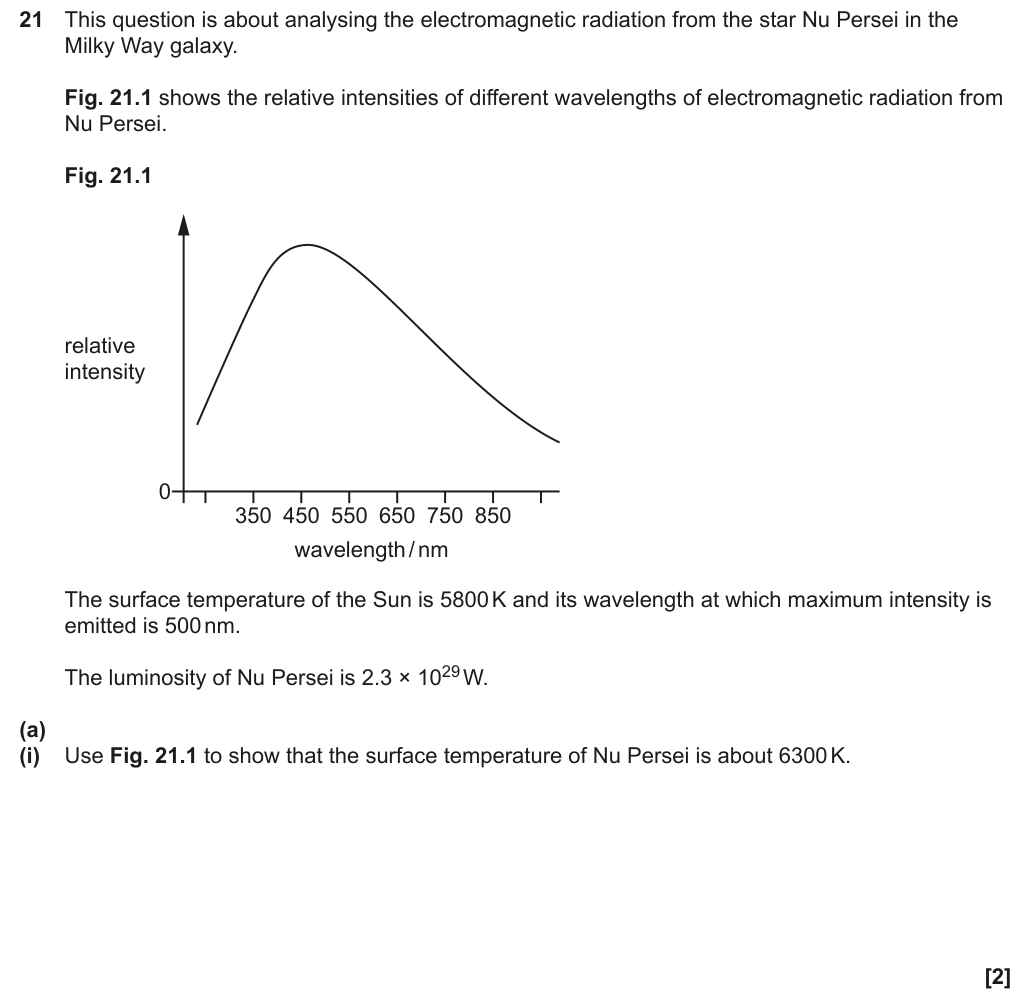 21 This question is about analysing the electromagnetic radiation from the star Nu Persei in the
Milky Way galaxy.
Fig. 21.1 shows the relative intensities of different wavelengths of electromagnetic radiation from
Nu Persei.
Fig. 21.1
relative
intensity
0
350 450 550 650 750 850
wavelength / nm
The surface temperature of the Sun is 5800 K and its wavelength at which maximum intensity is
emitted is 500 nm.
The luminosity of Nu Persei is 2.3 × 10²⁹ W.
(a)
(i) Use Fig. 21.1 to show that the surface temperature of Nu Persei is about 6300 K.
[2]